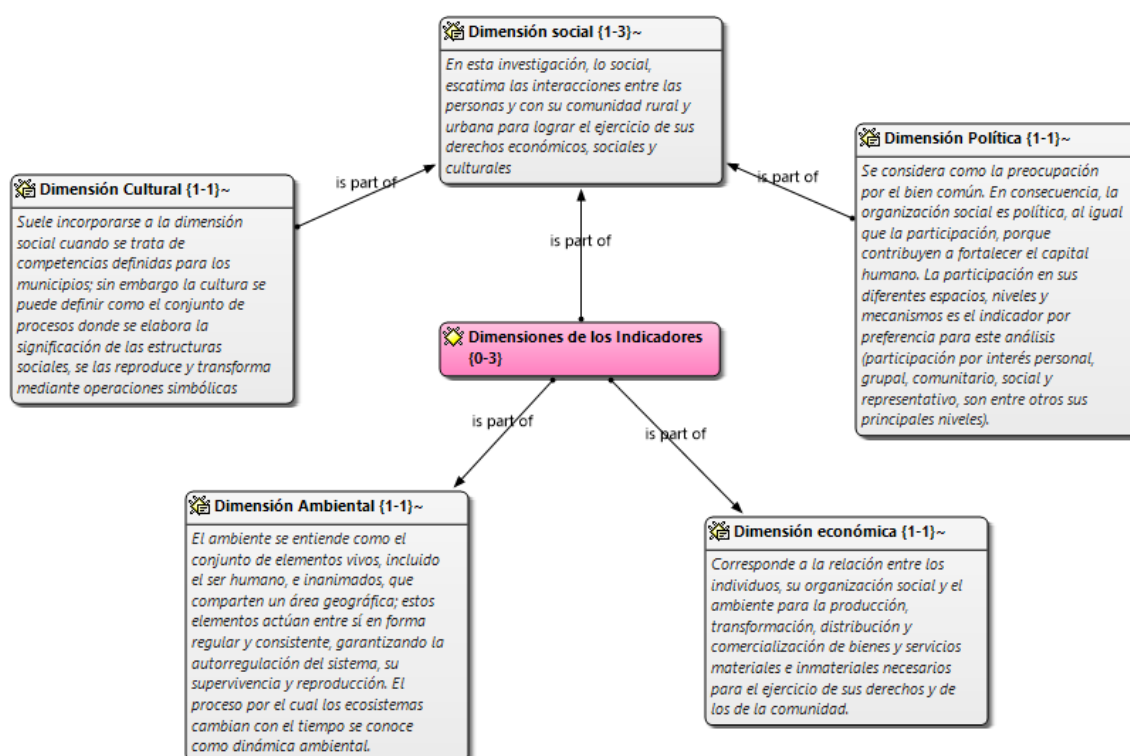 Dimensión social {1-3}~
En esta investigación, lo social,
escatima las interacciones entre las
personas y con su comunidad rural y
urbana para lograr el ejercicio de sus
derechos económicos, sociales y
culturales
Dimensión Política {1-1}~
Se considera como la preocupación
por el bien común. En consecuencia, la
organización social es política, al igual
que la participación, porque
contribuyen a fortalecer el capital
humano. La participación en sus
diferentes espacios, niveles y
mecanismos es el indicador por
preferencia para este análisis
(participación por interés personal,
grupal, comunitario, social y
representativo, son entre otros sus
principales niveles).
Dimensión Cultural {1-1}~
Suele incorporarse a la dimensión
social cuando se trata de
competencias definidas para los
municipios; sin embargo la cultura se
puede definir como el conjunto de
procesos donde se elabora la
significación de las estructuras
sociales, se las reproduce y transforma
mediante operaciones simbólicas
is part of
is part of
is part of
Dimensiones de los Indicadores
{0-3}
is part of
is part of
Dimensión Ambiental {1-1}~
El ambiente se entiende como el
conjunto de elementos vivos, incluido
el ser humano, e inanimados, que
comparten un área geográfica; estos
elementos actúan entre sí en forma
regular y consistente, garantizando la
autorregulación del sistema, su
supervivencia y reproducción. El
proceso por el cual los ecosistemas
cambian con el tiempo se conoce
como dinámica ambiental.
Dimensión económica {1-1}~
Corresponde a la relación entre los
individuos, su organización social y el
ambiente para la producción,
transformación, distribución y
comercialización de bienes y servicios
materiales e inmateriales necesarios
para el ejercicio de sus derechos y de
los de la comunidad.